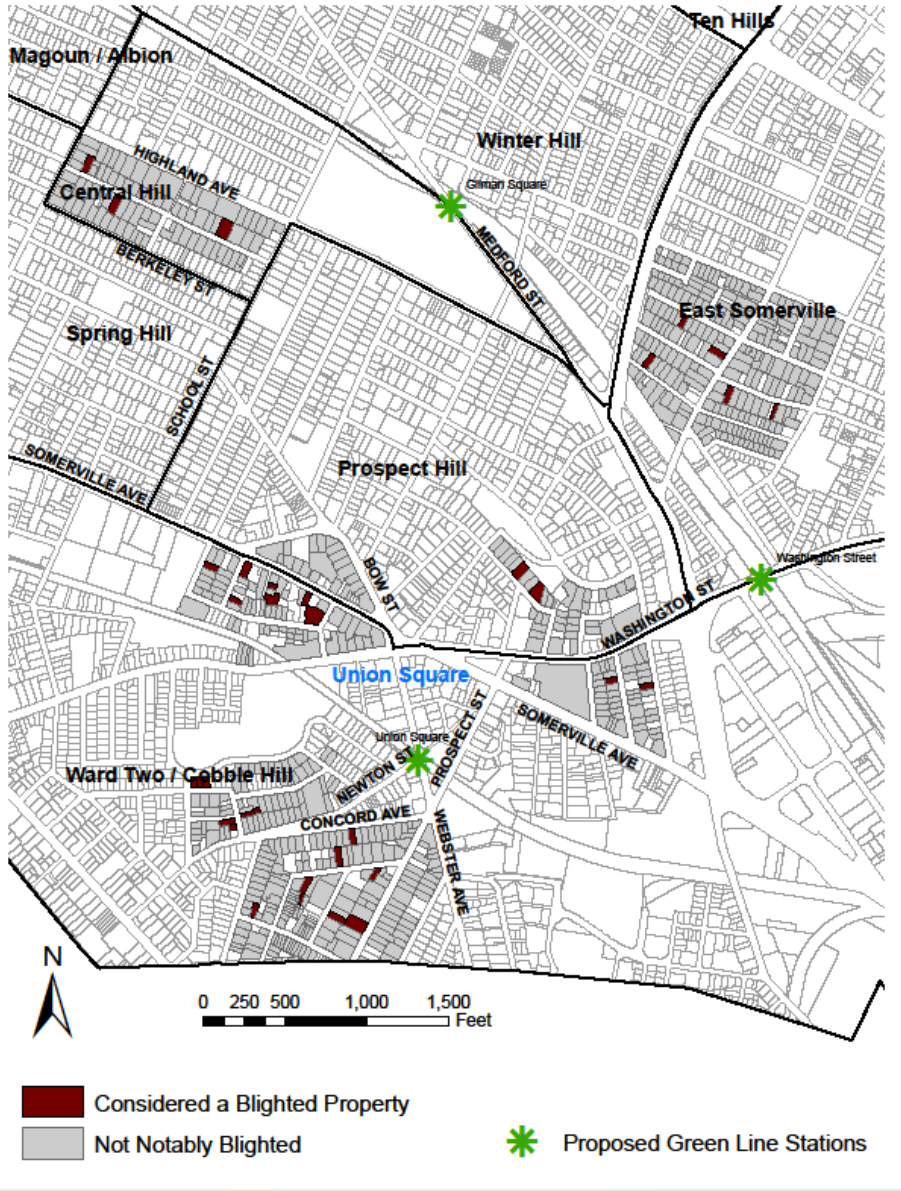 Ten Hills
Magoun / Albion
Winter Hill
HIGHLAND AVE
Gilman Square
Central Hill
MEDFORD ST
BERKELEY ST
East Somerville
Spring Hill
SCHOOL ST
SOMERVILLE AVE
Prospect Hill
BOW ST
Washington Street
WASHINGTON ST
Union Square
SOMERVILLE AVE
PROSPECT ST
Union Square
Ward Two / Cobble Hill
NEWTON ST
CONCORD AVE
WEBSTER AVE
N
0 250 500 1,000 1,500
Feet
Considered a Blighted Property
Not Notably Blighted
Proposed Green Line Stations